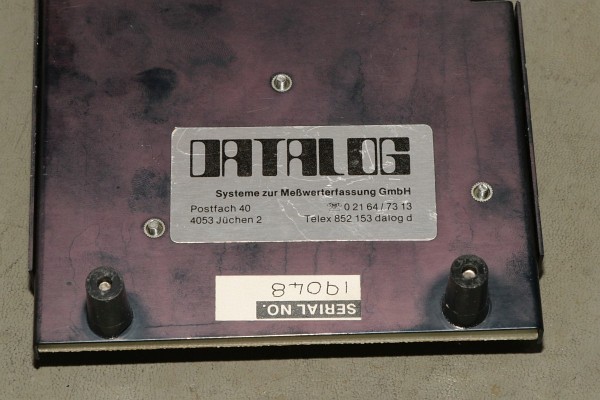 DATALOG
Systeme zur Meßwerterfassung GmbH
Postfach 40
4053 Jüchen 2
0 21 64 / 73 13
Telex 852 153 dalog d
SERIAL NO.
19048